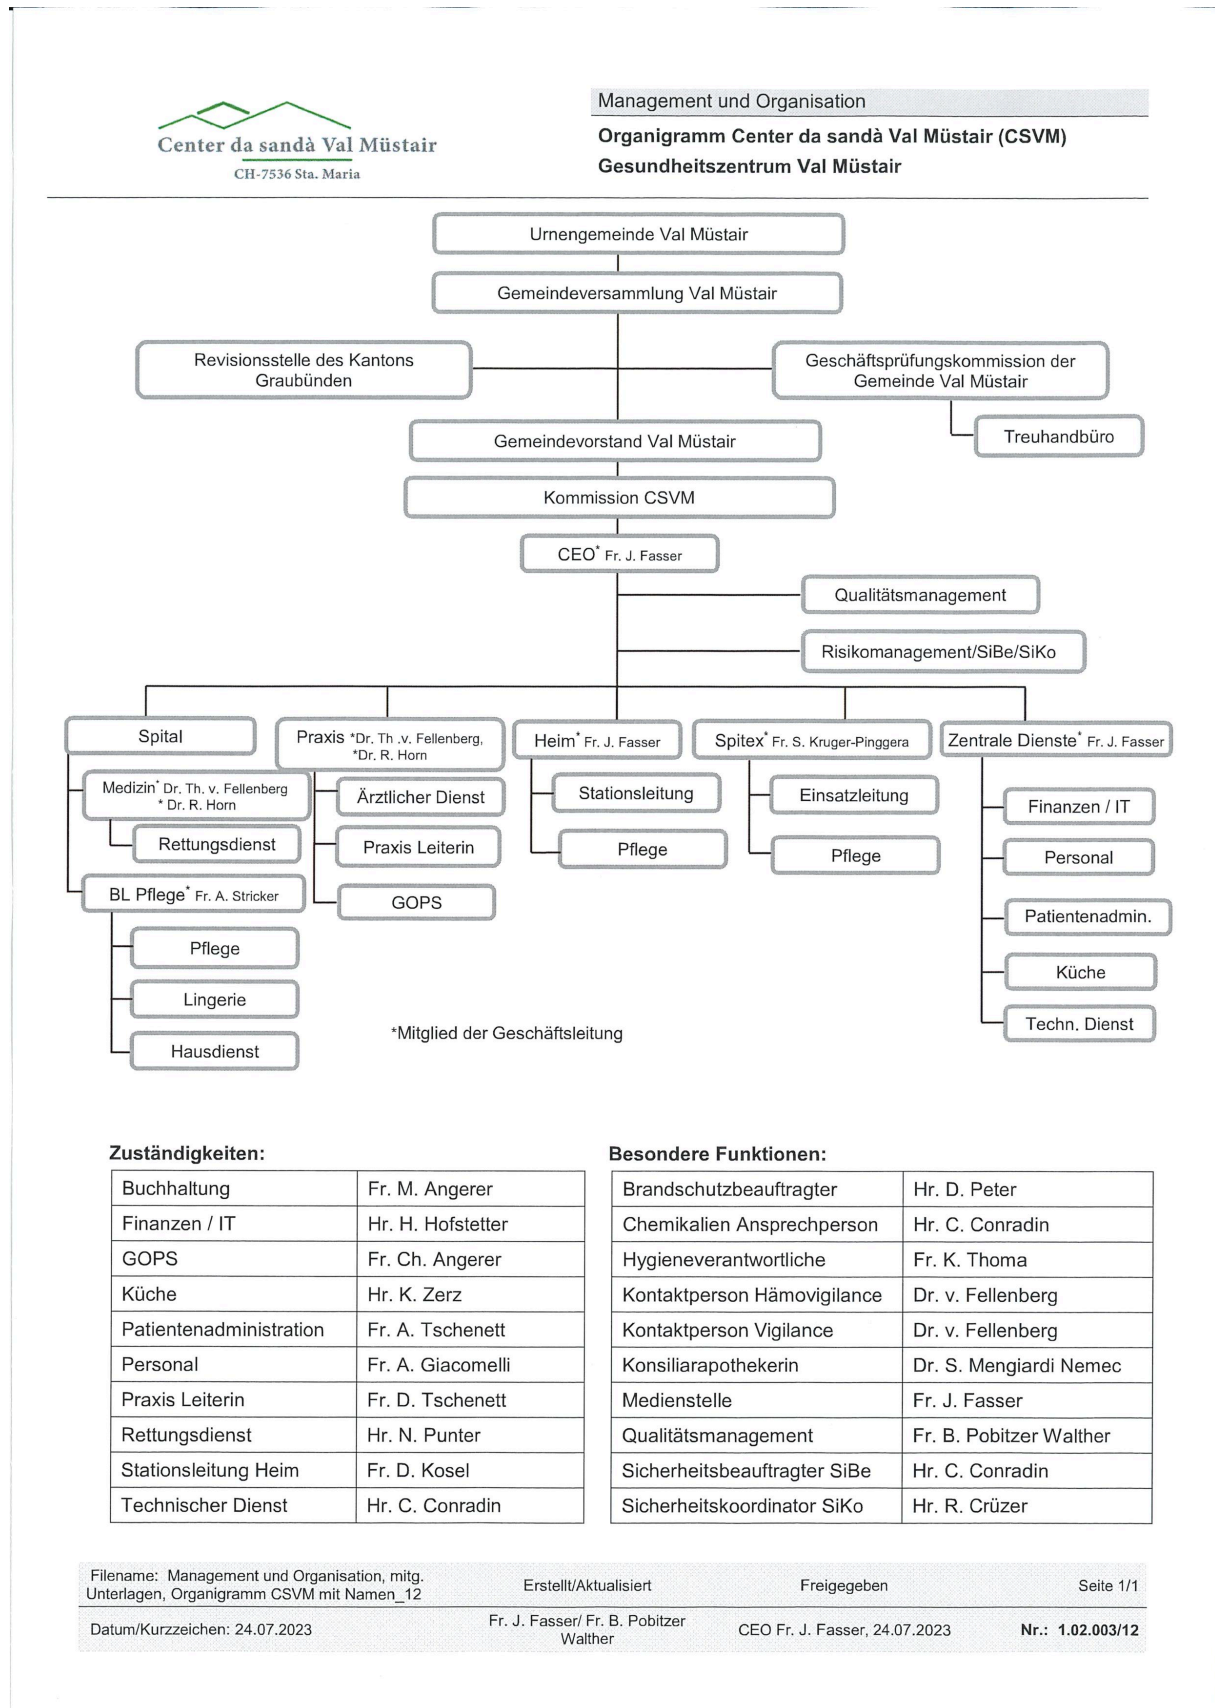 Center da sandà Val Müstair
CH-7536 Sta. Maria
Management und Organisation
Organigramm Center da sandà Val Müstair (CSVM)
Gesundheitszentrum Val Müstair
Urnengemeinde Val Müstair
Gemeindeversammlung Val Müstair
Revisionsstelle des Kantons
Graubünden
Geschäftsprüfungskommission der
Gemeinde Val Müstair
Treuhandbüro
Gemeindevorstand Val Müstair
Kommission CSVM
CEO* Fr. J. Fasser
Qualitätsmanagement
Risikomanagement/SiBe/SiKo
Spital
Medizin* Dr. Th. v. Fellenberg
* Dr. R. Horn
Rettungsdienst
BL Pflege* Fr. A. Stricker
Pflege
Lingerie
Hausdienst
Praxis *Dr. Th .v. Fellenberg,
*Dr. R. Horn
Ärztlicher Dienst
Praxis Leiterin
GOPS
Heim* Fr. J. Fasser
Stationsleitung
Pflege
Spitex* Fr. S. Kruger-Pinggera
Einsatzleitung
Pflege
Zentrale Dienste* Fr. J. Fasser
Finanzen / IT
Personal
Patientenadmin.
Küche
Techn. Dienst
*Mitglied der Geschäftsleitung
Zuständigkeiten:
Buchhaltung Fr. M. Angerer
Finanzen / IT Hr. H. Hofstetter
GOPS Fr. Ch. Angerer
Küche Hr. K. Zerz
Patientenadministration Fr. A. Tschenett
Personal Fr. A. Giacomelli
Praxis Leiterin Fr. D. Tschenett
Rettungsdienst Hr. N. Punter
Stationsleitung Heim Fr. D. Kosel
Technischer Dienst Hr. C. Conradin
Besondere Funktionen:
Brandschutzbeauftragter Hr. D. Peter
Chemikalien Ansprechperson Hr. C. Conradin
Hygieneverantwortliche Fr. K. Thoma
Kontaktperson Hämovigilance Dr. v. Fellenberg
Kontaktperson Vigilance Dr. v. Fellenberg
Konsiliarapothekerin Dr. S. Mengiardi Nemec
Medienstelle Fr. J. Fasser
Qualitätsmanagement Fr. B. Pobitzer Walther
Sicherheitsbeauftragter SiBe Hr. C. Conradin
Sicherheitskoordinator SiKo Hr. R. Crüzer
Filename: Management und Organisation, mitg.
Unterlagen, Organigramm CSVM mit Namen_12
Erstellt/Aktualisiert
Freigegeben
Seite 1/1
Datum/Kurzzeichen: 24.07.2023
Fr. J. Fasser/ Fr. B. Pobitzer
Walther
CEO Fr. J. Fasser, 24.07.2023
Nr.: 1.02.003/12